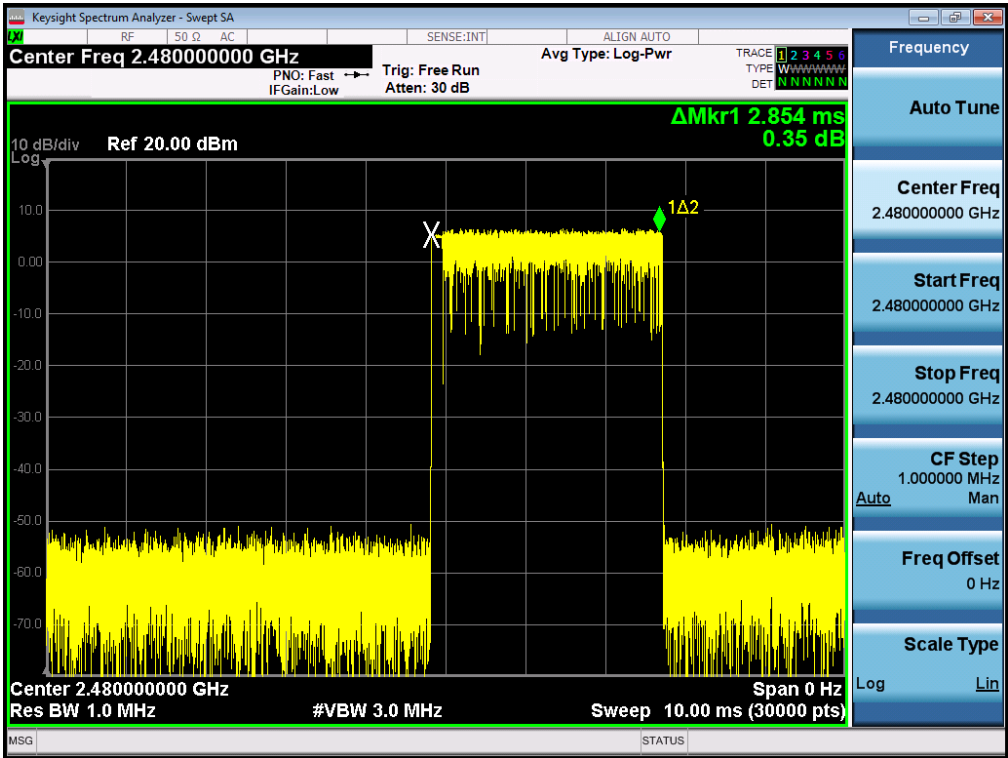 Keysight Spectrum Analyzer - Swept SA
LXI RF 50 Ω AC SENSE:INT ALIGN AUTO
Center Freq 2.480000000 GHz
PNO: Fast
IFGain:Low
Trig: Free Run
Atten: 30 dB
Avg Type: Log-Pwr
TRACE 1 2 3 4 5 6
TYPE WWWWWW
DET N N N N N N
ΔMkr1 2.854 ms
0.35 dB
10 dB/div Ref 20.00 dBm
Log
10.0
0.00
-10.0
-20.0
-30.0
-40.0
-50.0
-60.0
-70.0
1Δ2
Center 2.480000000 GHz Span 0 Hz
Res BW 1.0 MHz #VBW 3.0 MHz Sweep 10.00 ms (30000 pts)
MSG STATUS
Frequency
Auto Tune
Center Freq
2.480000000 GHz
Start Freq
2.480000000 GHz
Stop Freq
2.480000000 GHz
CF Step
1.000000 MHz
Auto Man
Freq Offset
0 Hz
Scale Type
Log Lin